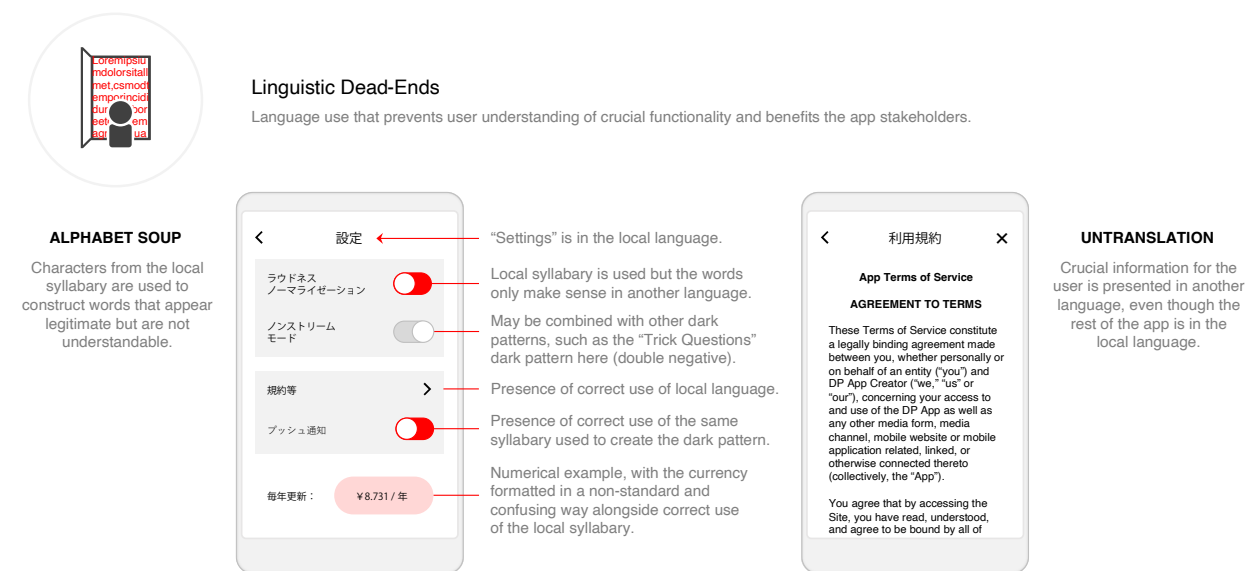 Loremipsu
mdolorsitall
met,csmodt
emporincidi
Linguistic Dead-Ends
Language use that prevents user understanding of crucial functionality and benefits the app stakeholders.
ALPHABET SOUP
Characters from the local
syllabary are used to
construct words that appear
legitimate but are not
understandable.
設定
ラウドネス
ノーマライゼーション
ノンストリーム
モード
規約等
プッシュ通知
毎年更新：
¥8.731 / 年
“Settings” is in the local language.
Local syllabary is used but the words
only make sense in another language.
May be combined with other dark
patterns, such as the “Trick Questions”
dark pattern here (double negative).
Presence of correct use of local language.
Presence of correct use of the same
syllabary used to create the dark pattern.
Numerical example, with the currency
formatted in a non-standard and
confusing way alongside correct use
of the local syllabary.
利用規約
App Terms of Service
AGREEMENT TO TERMS
These Terms of Service constitute
a legally binding agreement made
between you, whether personally or
on behalf of an entity (“you”) and
DP App Creator (“we,” “us” or
“our”), concerning your access to
and use of the DP App as well as
any other media form, media
channel, mobile website or mobile
application related, linked, or
otherwise connected thereto
(collectively, the “App”).
You agree that by accessing the
Site, you have read, understood,
and agree to be bound by all of
UNTRANSLATION
Crucial information for the
user is presented in another
language, even though the
rest of the app is in the
local language.